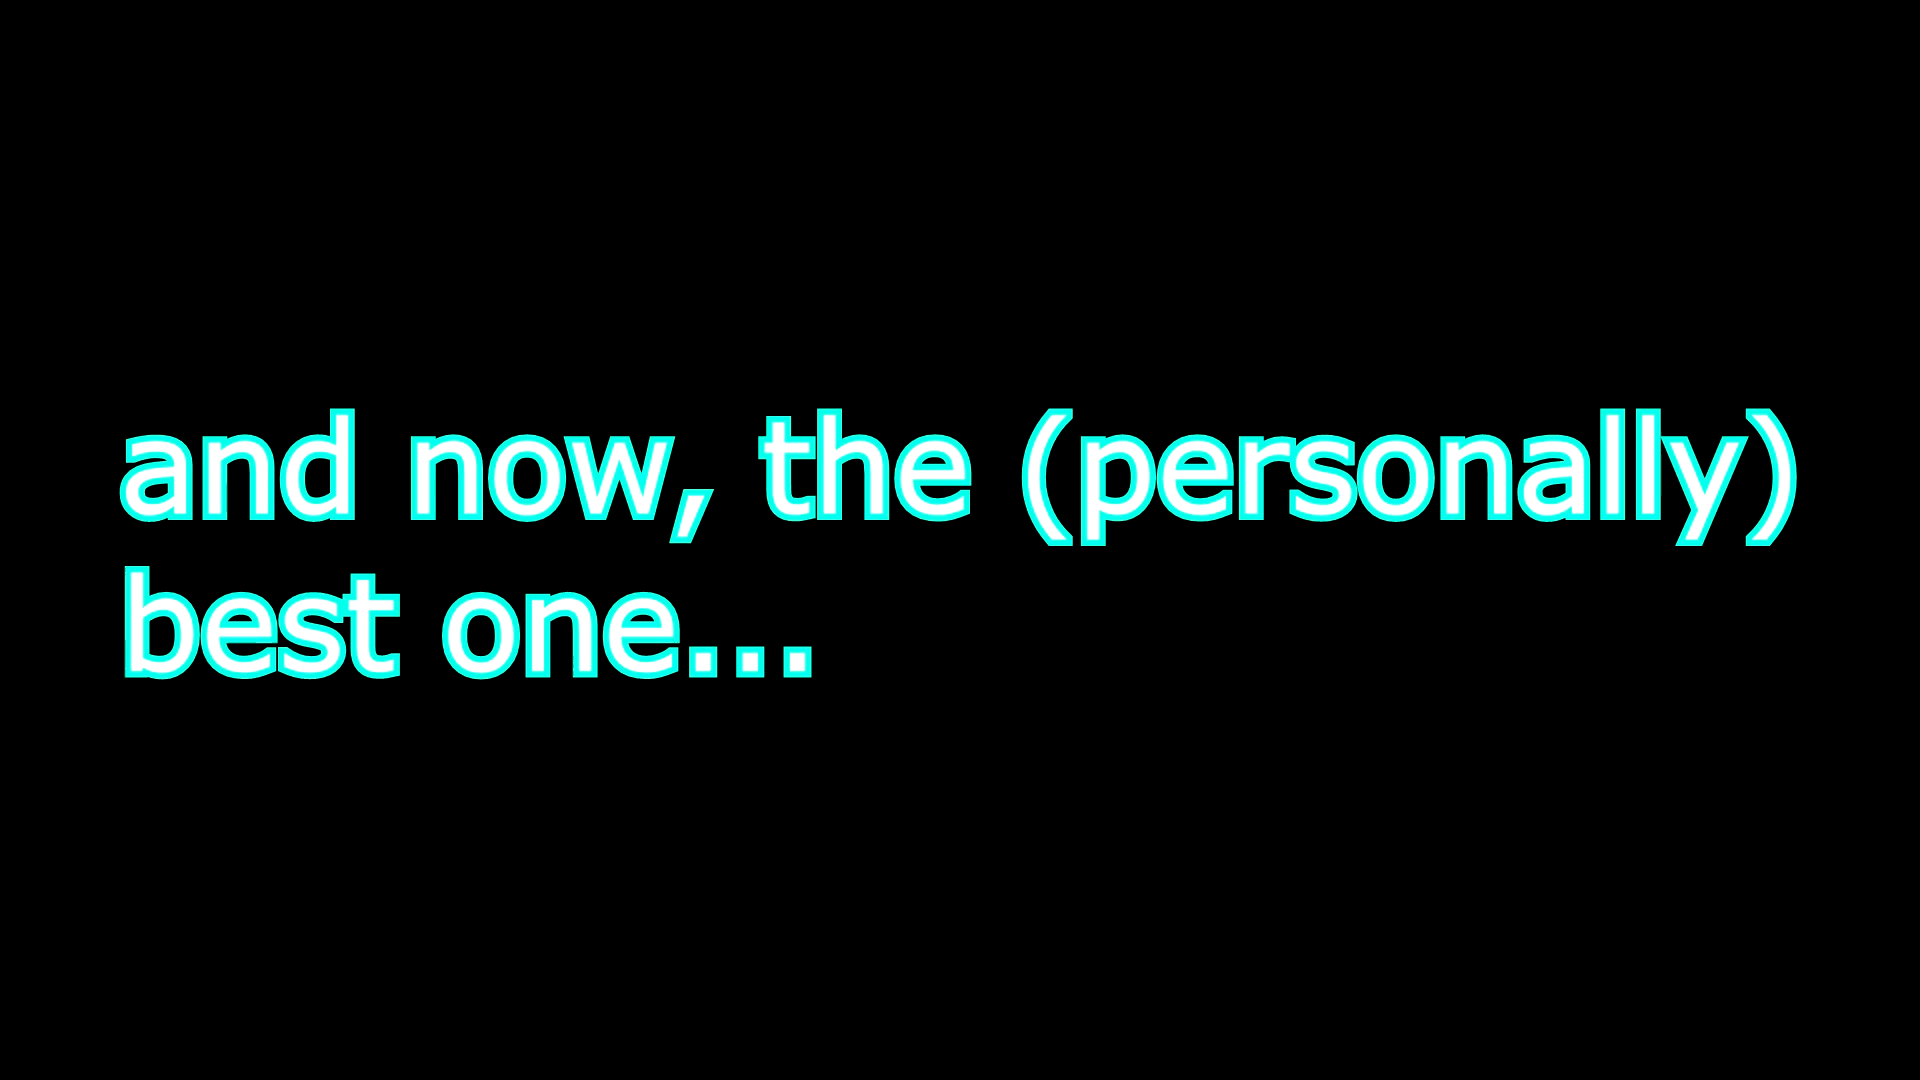 and now, the (personally)
best one...